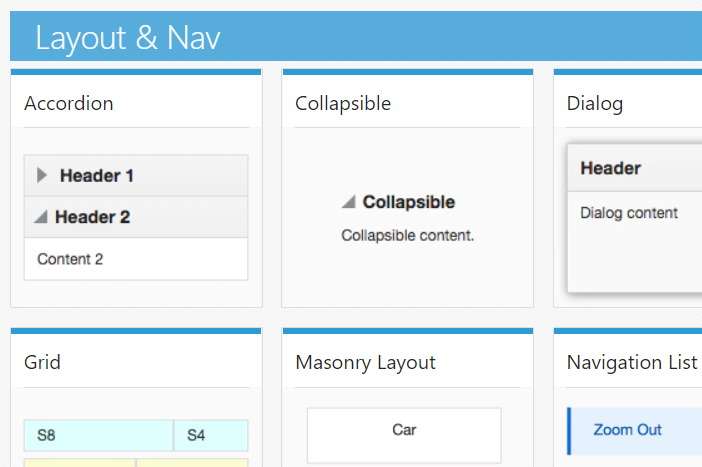 Layout & Nav
Accordion
Collapsible
Dialog
Header 1
Header 2
Content 2
Collapsible
Collapsible content.
Header
Dialog content
Grid
Masonry Layout
Navigation List
S8
S4
Car
Zoom Out